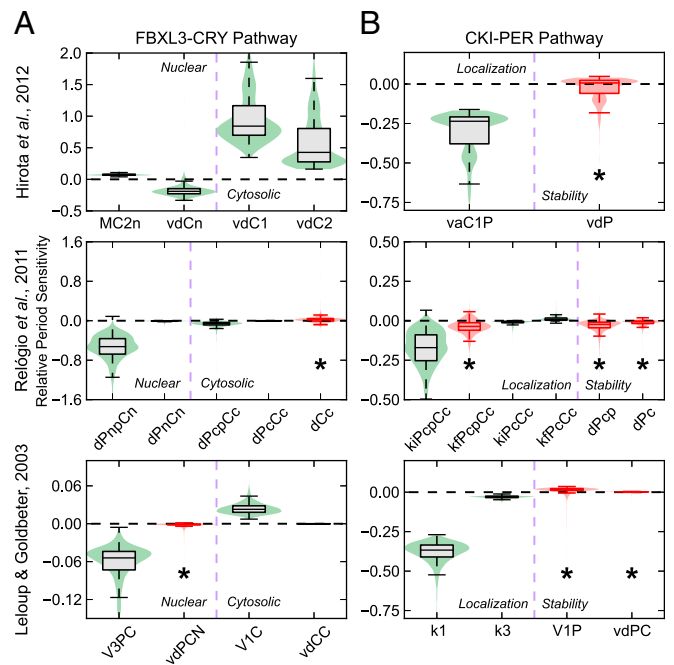 A
B
FBXL3-CRY Pathway
CKI-PER Pathway
Hirota et al., 2012
2.0
1.5
1.0
0.5
0.0
−0.5
Nuclear
Cytosolic
MC2n vdCn vdC1 vdC2
0.00
−0.25
−0.50
−0.75
Localization
Stability
*
vaC1P vdP
Relógio et al., 2011
Relative Period Sensitivity
1.6
0.8
0.0
−0.8
−1.6
Nuclear Cytosolic
*
dPnpCn dPnCn dPcpCc dPcCc dCc
0.50
0.25
0.00
−0.25
−0.50
Localization Stability
* * *
kiPcpCc kfPcpCc kiPcCc kfPcCc dPcp dPc
Leloup & Goldbeter, 2003
0.06
0.00
−0.06
−0.12
Nuclear Cytosolic
*
V3PC vdPCN V1C vdCC
0.00
−0.25
−0.50
−0.75
Localization Stability
* *
k1 k3 V1P vdPC